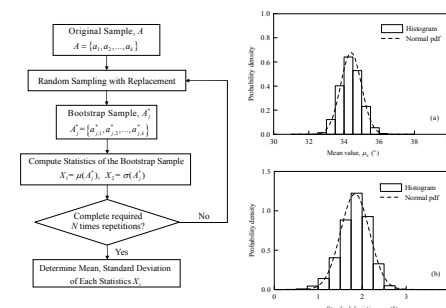 Original Sample, A
A = {a₁, a₂, ..., aₖ}
Random Sampling with Replacement
Bootstrap Sample, A*ⱼ
A*ⱼ = {a*ⱼ,₁, a*ⱼ,₂, ..., a*ⱼ,ₖ}
Compute Statistics of the Bootstrap Sample
X₁ = μ(A*ⱼ), X₂ = σ(A*ⱼ)
Complete required
N times repetitions?
No
Yes
Determine Mean, Standard Deviation
of Each Statistics Xᵢ
Probability density
1.0
0.8
0.6
0.4
0.2
0.0
Histogram
Normal pdf
(a)
30 32 34 36 38
Mean value,
Probability density
1.5
1.0
0.5
0.0
Histogram
Normal pdf
(b)
0 1 2 3